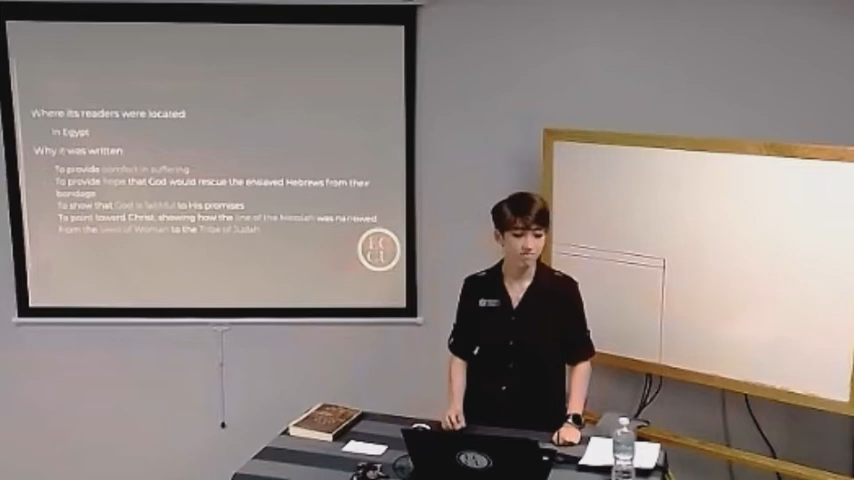 Where its readers were located
In Egypt
Why it was written
To provide comfort in suffering
To provide hope that God would rescue the enslaved Hebrews from their
bondage
To show that God is faithful to His promises
To point toward Christ, showing how the line of the Messiah was narrowed
from the Seed of Woman to the Tribe of Judah
EC
CU